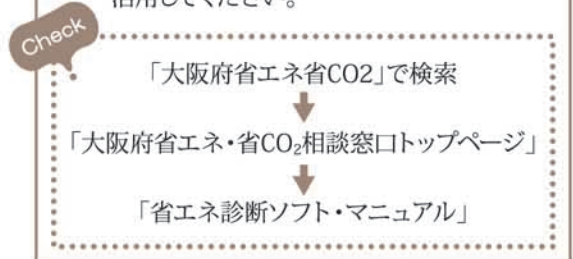 活用してください。
Check
「大阪府省エネ省CO2」で検索
「大阪府省エネ・省CO₂相談窓口トップページ」
「省エネ診断ソフト・マニュアル」